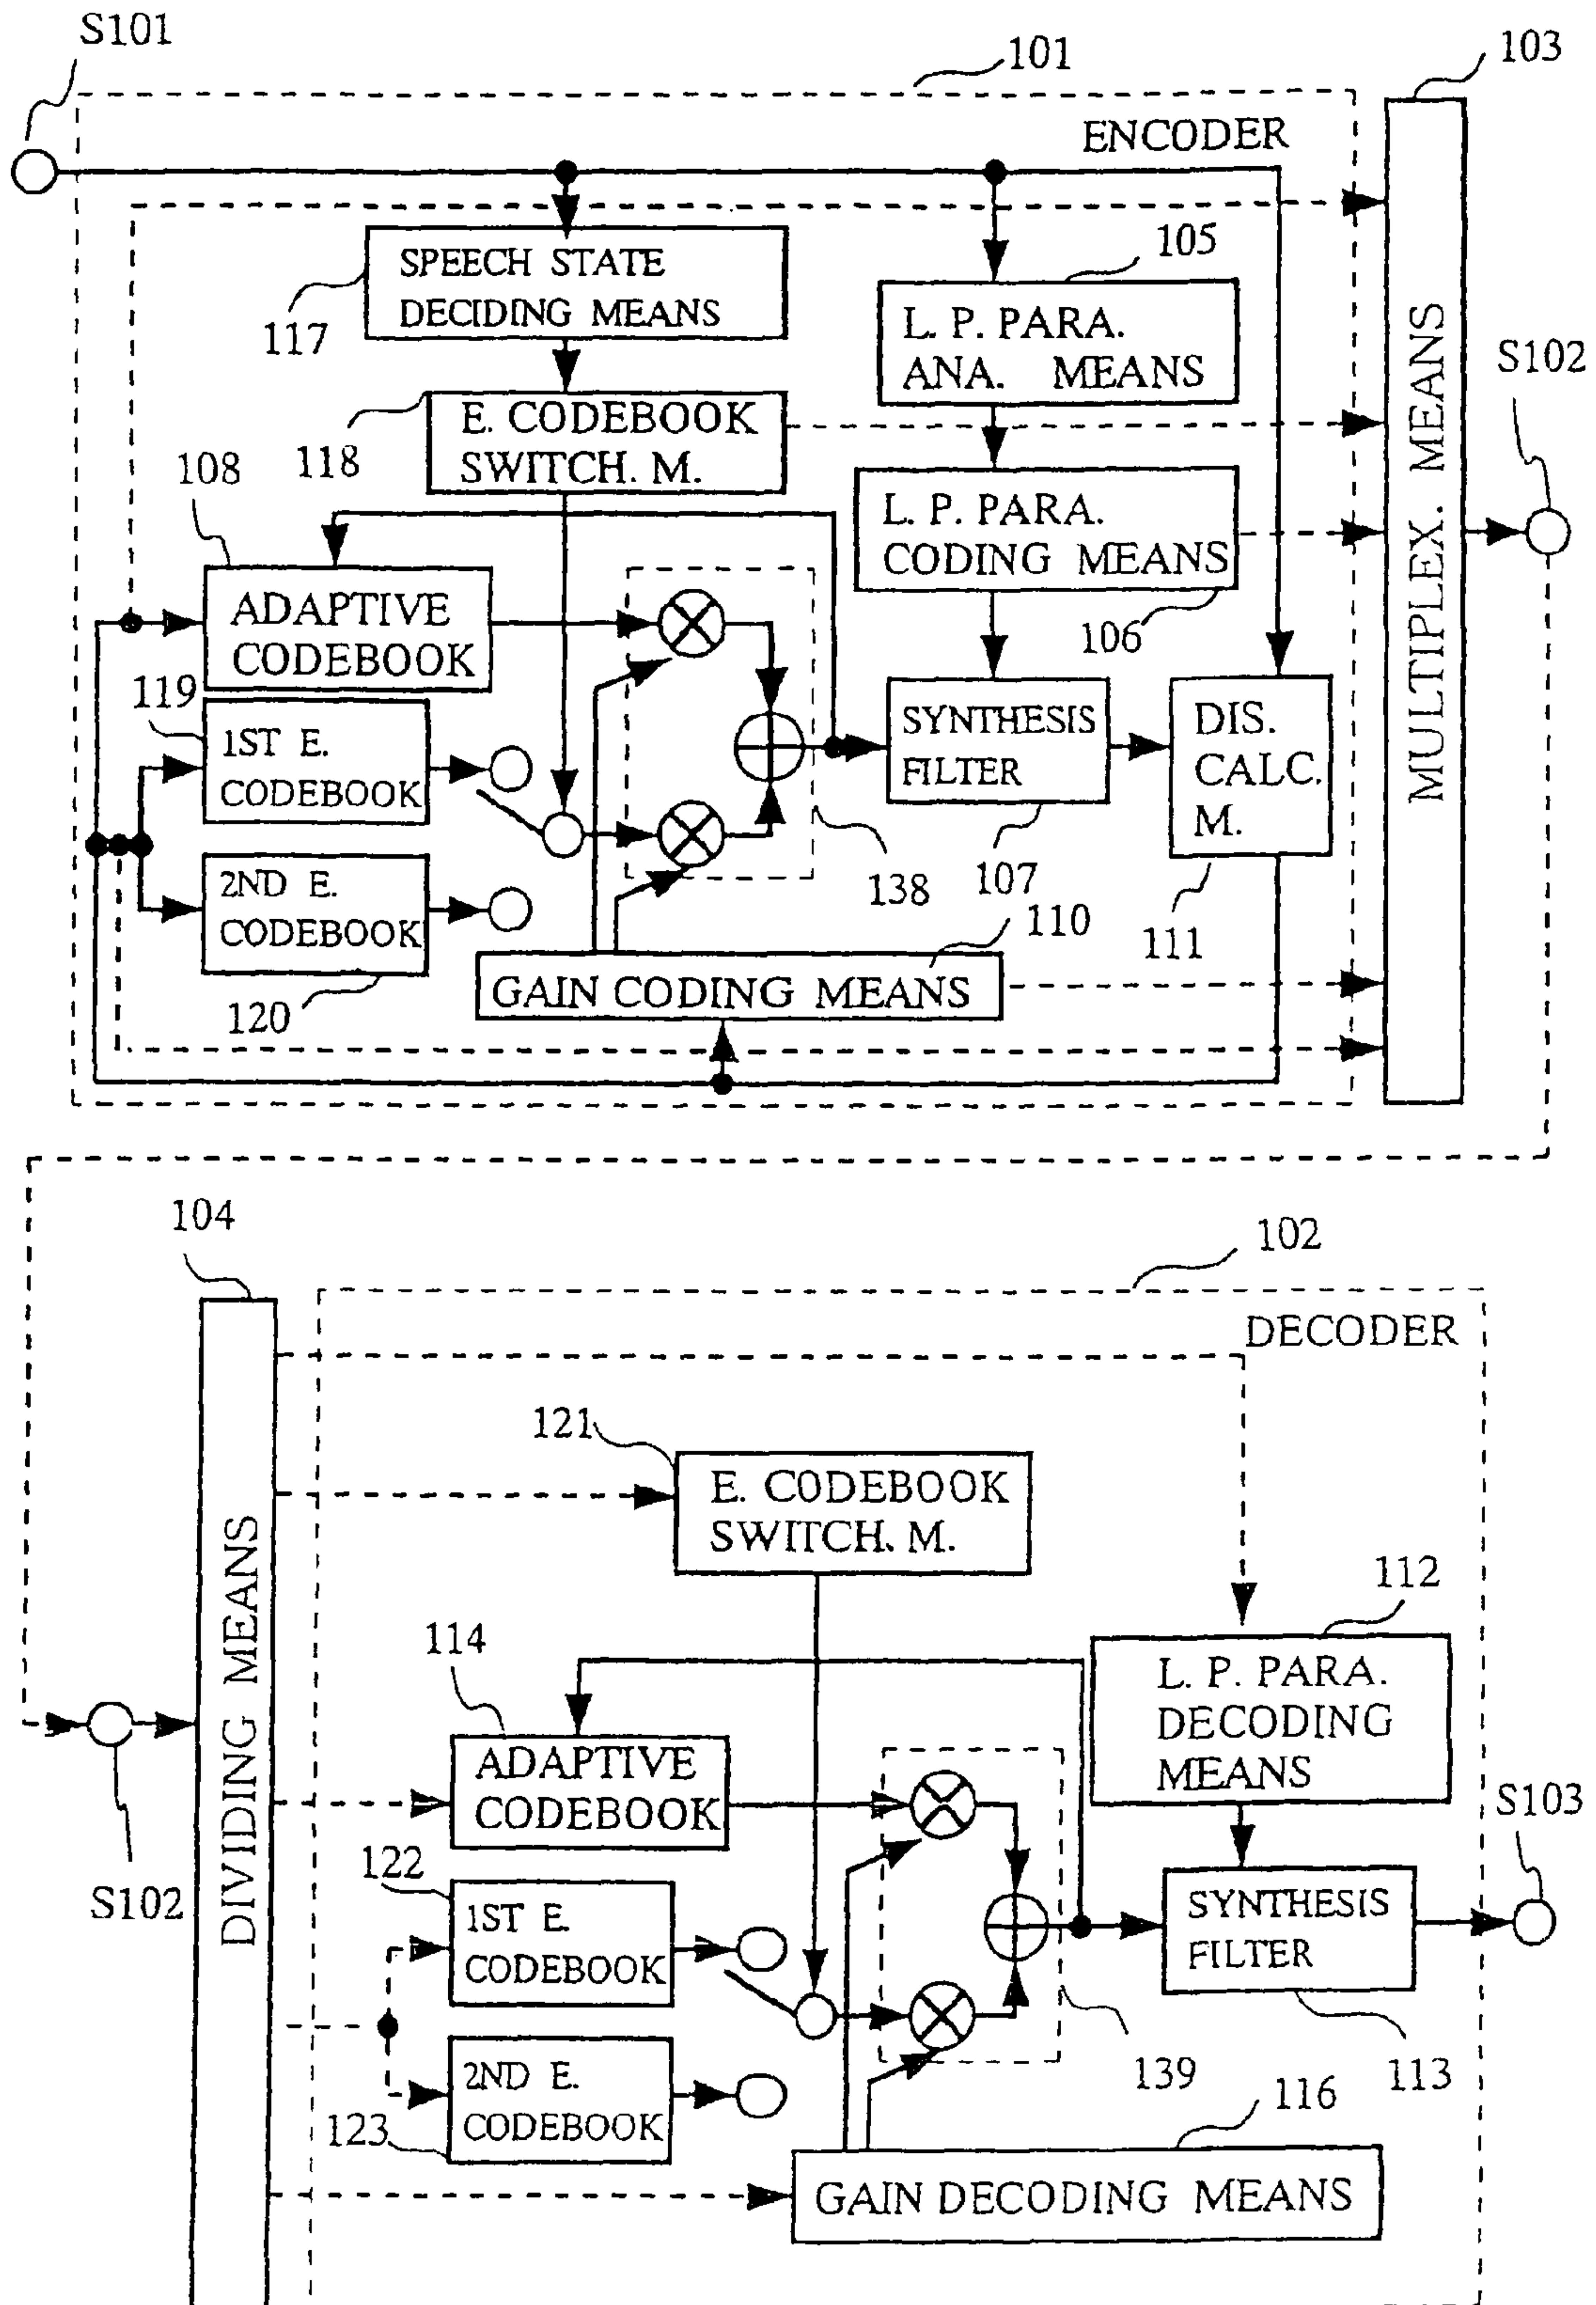 S101
101
103
ENCODER
SPEECH STATE
DECIDING MEANS
117
105
L. P. PARA.
ANA. MEANS
S102
E. CODEBOOK
SWITCH. M.
118
108
L. P. PARA.
CODING MEANS
106
MULTIPLEX. MEANS
ADAPTIVE
CODEBOOK
119
1ST E.
CODEBOOK
SYNTHESIS
FILTER
DIS.
CALC.
M.
2ND E.
CODEBOOK
138
107
110
111
120
GAIN CODING MEANS
104
102
DECODER
121
E. CODEBOOK
SWITCH. M.
DIVIDING MEANS
112
114
L. P. PARA.
DECODING
MEANS
ADAPTIVE
CODEBOOK
S103
122
S102
1ST E.
CODEBOOK
SYNTHESIS
FILTER
2ND E.
CODEBOOK
123
139
113
116
GAIN DECODING MEANS